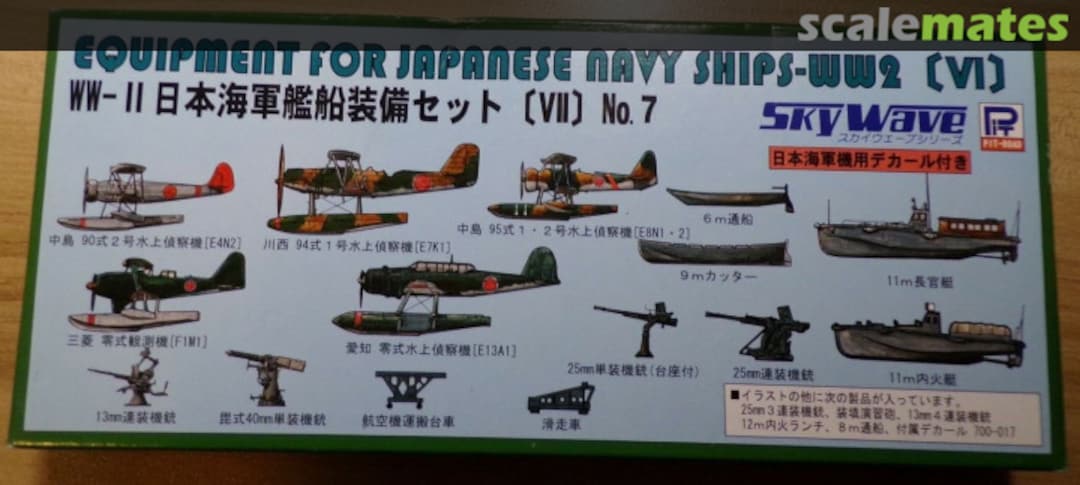 scalemates
EQUIPMENT FOR JAPANESE NAVY SHIPS-WW2 〔VI〕
WW-II 日本海軍艦船装備セット〔VII〕No.7
SKY WAVE
スカイウェーブシリーズ
PIT-ROAD
日本海軍機用デカール付き
中島 90式2号水上偵察機[E4N2]
川西 94式1号水上偵察機[E7K1]
中島 95式1・2号水上偵察機[E8N1・2]
6m通船
9mカッター
11m長官艇
三菱 零式観測機[F1M1]
愛知 零式水上偵察機[E13A1]
25mm単装機銃(台座付)
25mm連装機銃
11m内火艇
13mm連装機銃
毘式40mm単装機銃
航空機運搬台車
滑走車
■イラストの他に次の製品が入っています。
25mm3連装機銃、装填演習砲、13mm4連装機銃
12m内火ランチ、8m通船、付属デカール 700-017